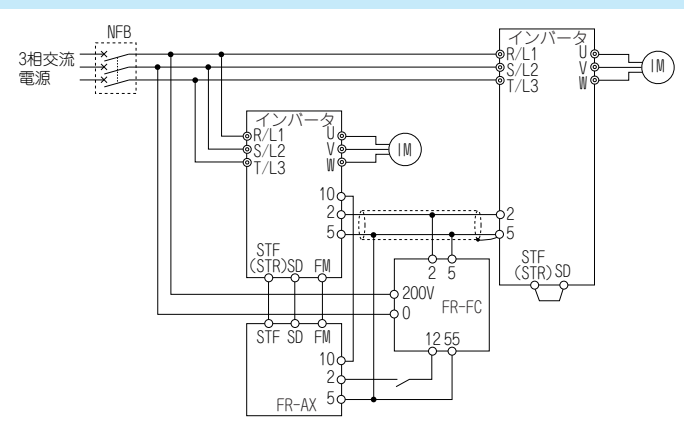 NFB
3相交流
電源
インバータ
R/L1
S/L2
T/L3
U
V
W
IM
インバータ
R/L1
S/L2
T/L3
U
V
W
IM
10
2
5
STF
(STR) SD FM
2
5
STF
(STR) SD
2 5
200V
0
FR-FC
12 55
STF SD FM
10
2
5
FR-AX